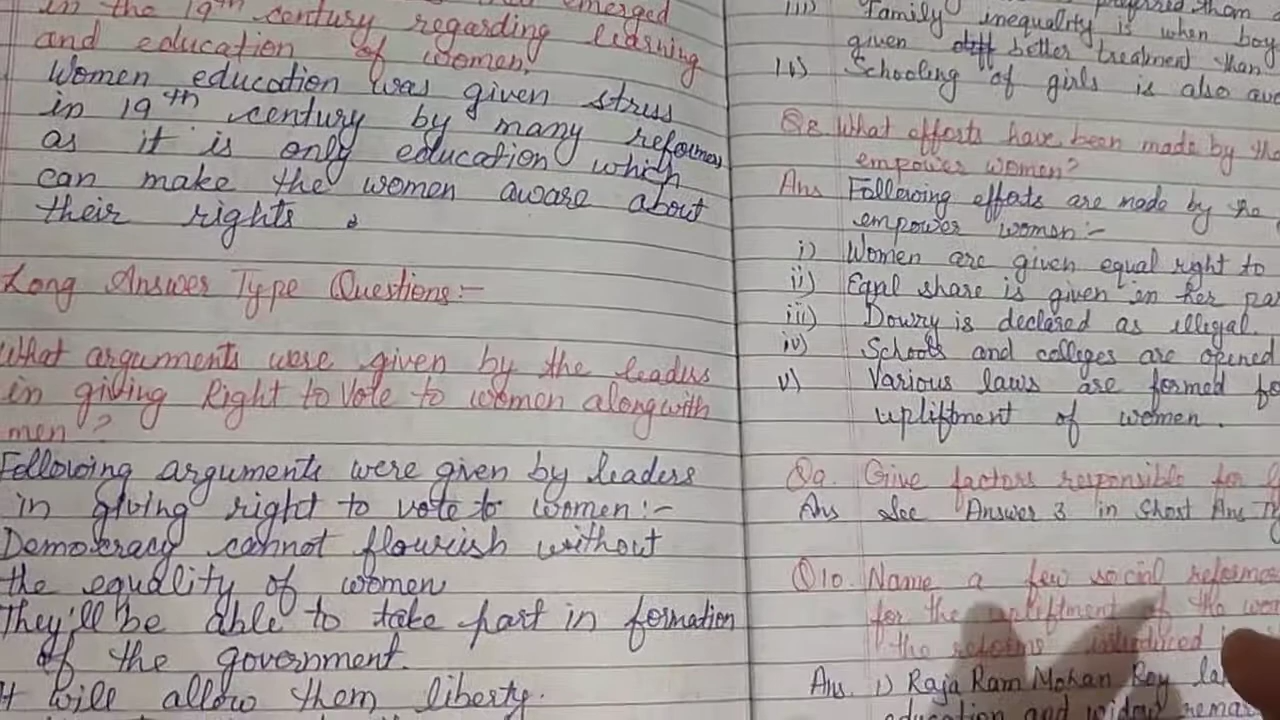 in the 19th century regarding learning
and education of women.
Women education was given stress
in 19th century by many reformers
as it is only education which
can make the women aware about
their rights.
Long Answer Type Questions:-
What arguments were given by the leaders
in giving Right to Vote to women alongwith
men?
Following arguments were given by leaders
in giving right to vote to women:-
Democracy cannot flourish without
the equality of women
They'll be able to take part in formation
of the government.
It will allow them liberty.
iii) Family inequality is when boy
given better treatment than
iv) Schooling of girls is also
Q8. What efforts have been made by the
empower women?
Ans Following effots are made by the
empower women:-
i) Women are given equal right to
ii) Eqnl share is given in her
iii) Dowry is declared as illegal.
iv) Schools and colleges are opened
v) Various laws are formed
upliftment of women.
Q9. Give factors responsible for
Ans See Answer 3 in Short Ans
Q10. Name a few social
for the upliftment of the
the reforms introduced
Ans. i) Raja Ram Mohan Roy
education and widow